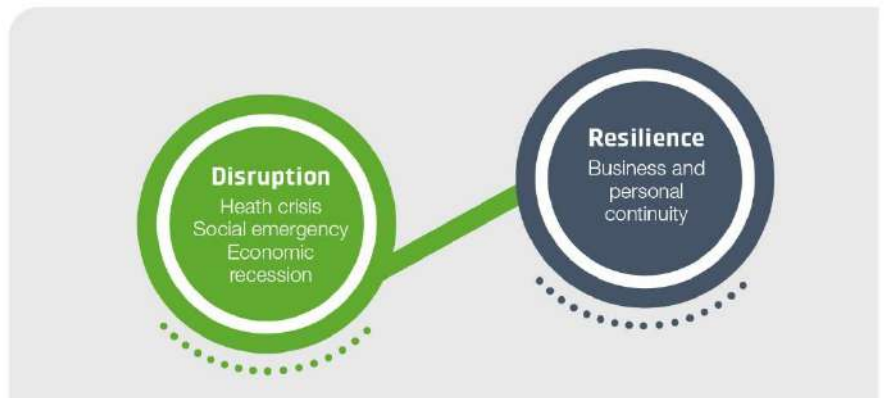 Disruption
Heath crisis
Social emergency
Economic
recession
Resilience
Business and
personal
continuity